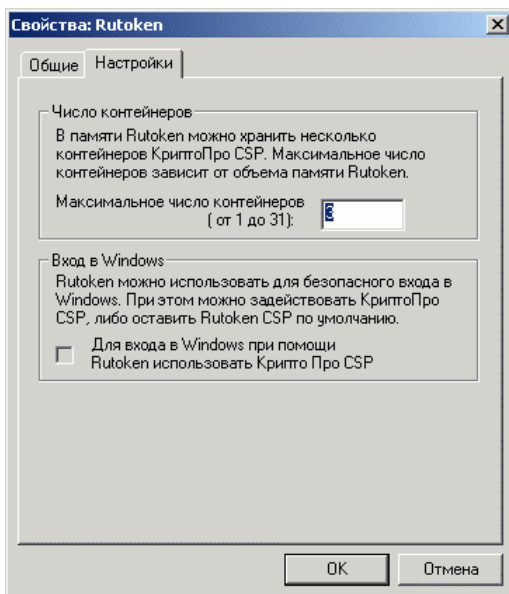 Свойства: Rutoken
Общие
Настройки
Число контейнеров
В памяти Rutoken можно хранить несколько
контейнеров КриптоПро CSP. Максимальное число
контейнеров зависит от объема памяти Rutoken.
Максимальное число контейнеров
( от 1 до 31):
3
Вход в Windows
Rutoken можно использовать для безопасного входа в
Windows. При этом можно задействовать КриптоПро
CSP, либо оставить Rutoken CSP по умолчанию.
Для входа в Windows при помощи
Rutoken использовать Крипто Про CSP
OK
Отмена